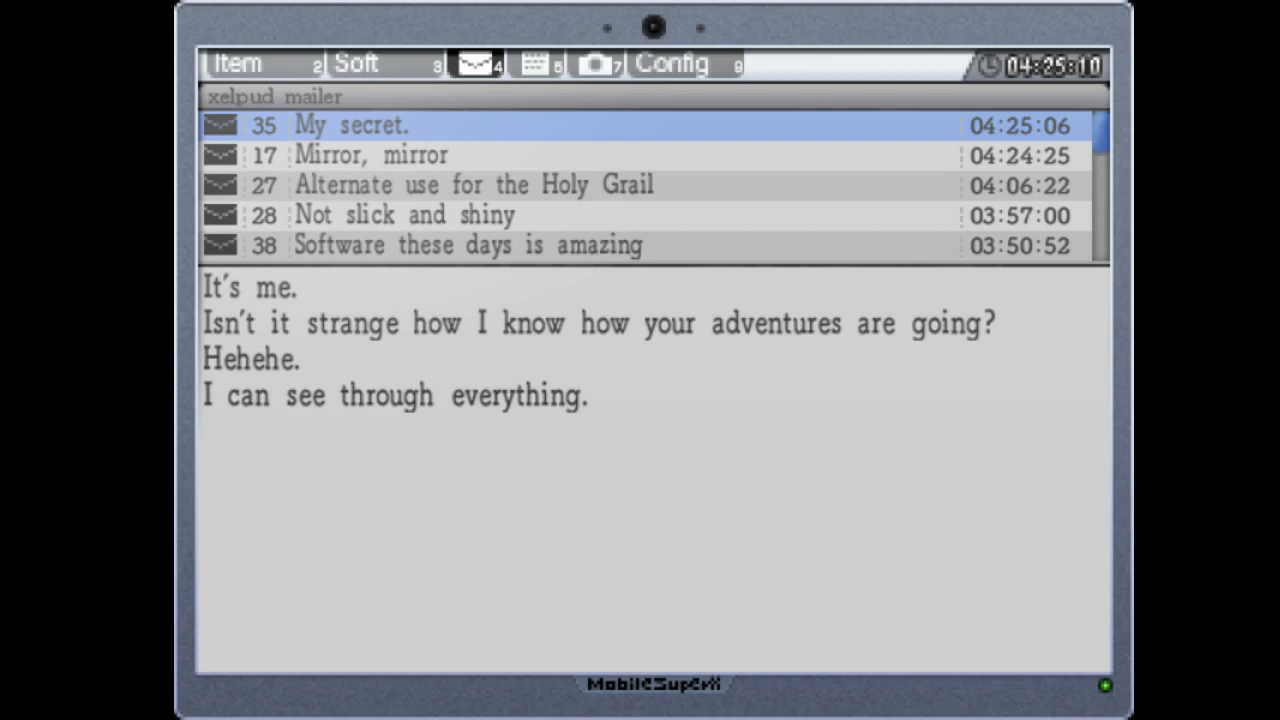 Item 2 Soft 3 4 5 7 Config 9 04:25:10
xelpud mailer
35 My secret. 04:25:06
17 Mirror, mirror 04:24:25
27 Alternate use for the Holy Grail 04:06:22
28 Not slick and shiny 03:57:00
38 Software these days is amazing 03:50:52
It's me.
Isn't it strange how I know how your adventures are going?
Hehehe.
I can see through everything.
MobileSuperX